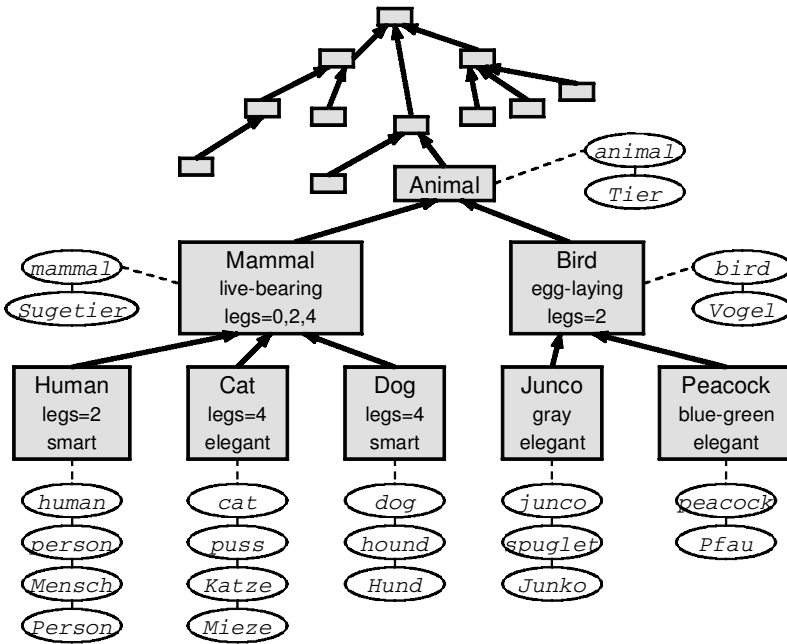 animal
Animal
Tier
Mammal
live-bearing
legs=0,2,4
Bird
egg-laying
legs=2
mammal
Sugetier
bird
Vogel
Human
legs=2
smart
Cat
legs=4
elegant
Dog
legs=4
smart
Junco
gray
elegant
Peacock
blue-green
elegant
human
person
Mensch
Person
cat
puss
Katze
Mieze
dog
hound
Hund
junco
spuglet
Junko
peacock
Pfau